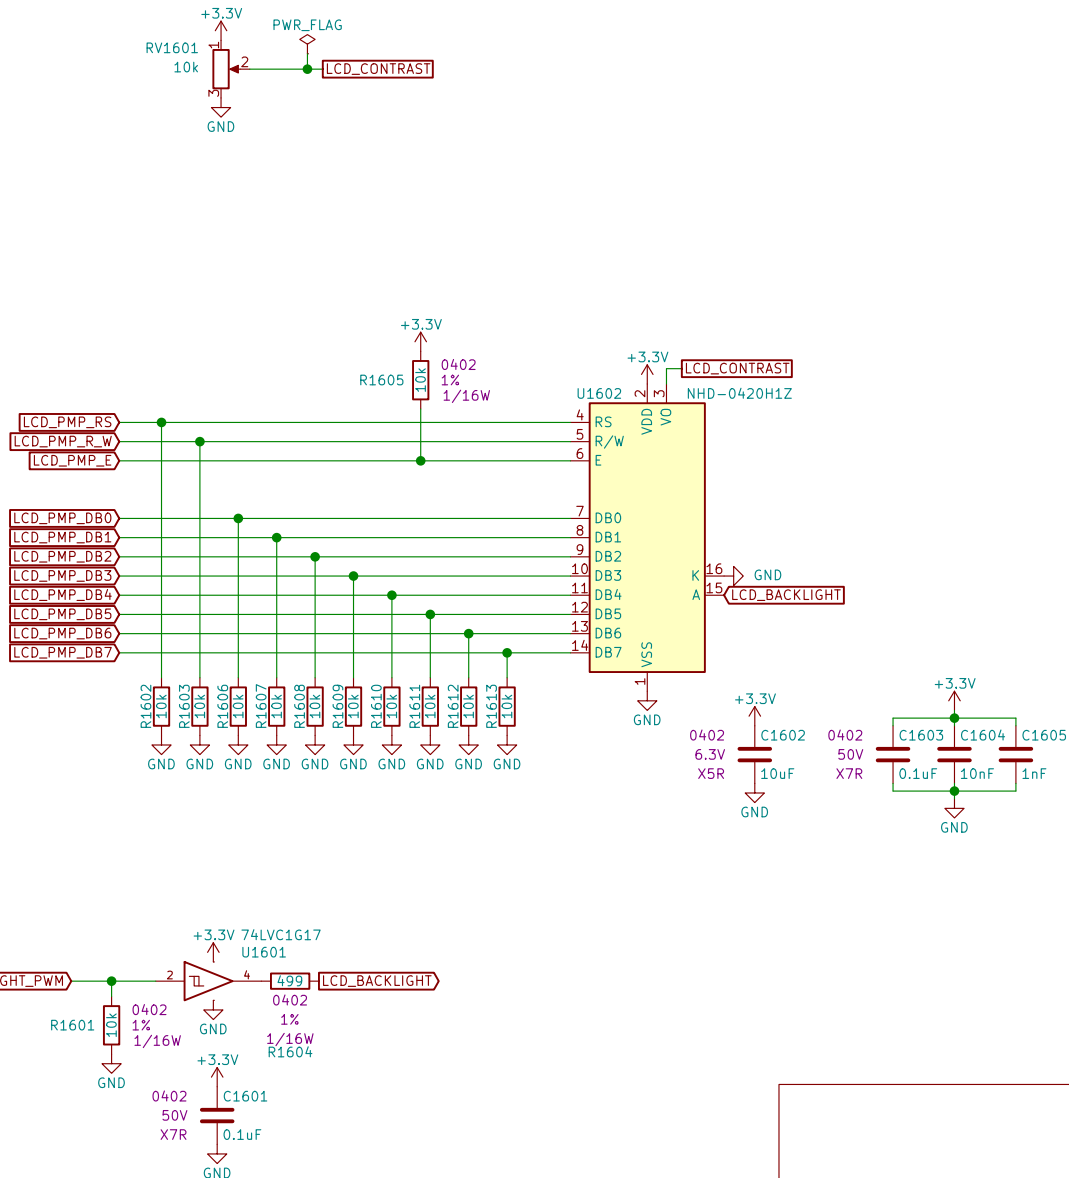 +3.3V
PWR_FLAG
RV1601
10k
1
2
3
LCD_CONTRAST
GND
+3.3V
R1605
10k
0402
1%
1/16W
+3.3V
LCD_CONTRAST
U1602
NHD-0420H1Z
2
3
VDD
VO
LCD_PMP_RS
4
RS
LCD_PMP_R_W
5
R/W
LCD_PMP_E
6
E
LCD_PMP_DB0
7
DB0
LCD_PMP_DB1
8
DB1
LCD_PMP_DB2
9
DB2
LCD_PMP_DB3
10
DB3
K
16
GND
LCD_PMP_DB4
11
DB4
A
15
LCD_BACKLIGHT
LCD_PMP_DB5
12
DB5
LCD_PMP_DB6
13
DB6
LCD_PMP_DB7
14
DB7
VSS
1
GND
R1602
10k
R1603
10k
R1606
10k
R1607
10k
R1608
10k
R1609
10k
R1610
10k
R1611
10k
R1612
10k
R1613
10k
GND
GND
GND
GND
GND
GND
GND
GND
GND
GND
+3.3V
0402
6.3V
X5R
C1602
10uF
GND
+3.3V
0402
50V
X7R
C1603
0.1uF
C1604
10nF
C1605
1nF
GND
+3.3V
74LVC1G17
U1601
GHT_PWM
2
4
499
LCD_BACKLIGHT
0402
1%
1/16W
R1604
GND
R1601
10k
0402
1%
1/16W
GND
+3.3V
0402
50V
X7R
C1601
0.1uF
GND